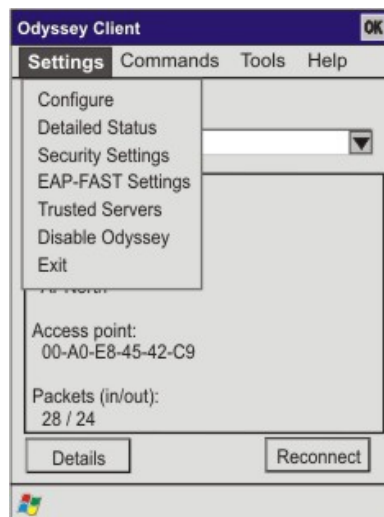 Odyssey Client OK
Settings Commands Tools Help
Configure
Detailed Status
Security Settings
EAP-FAST Settings
Trusted Servers
Disable Odyssey
Exit
Access point:
00-A0-E8-45-42-C9
Packets (in/out):
28 / 24
Details Reconnect